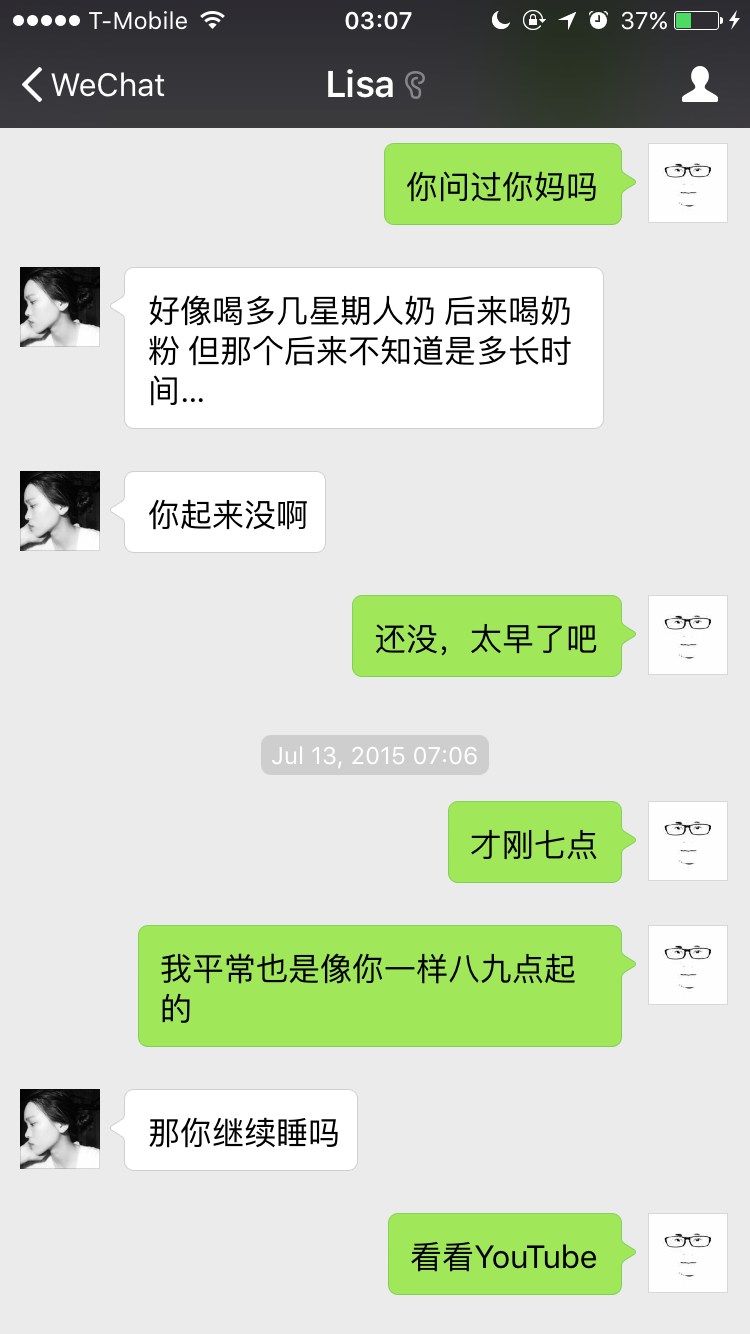 T-Mobile 03:07 37%
WeChat Lisa
你问过你妈吗
好像喝多几星期人奶 后来喝奶
粉 但那个后来不知道是多长时
间...
你起来没啊
还没，太早了吧
Jul 13, 2015 07:06
才刚七点
我平常也是像你一样八九点起
的
那你继续睡吗
看看YouTube